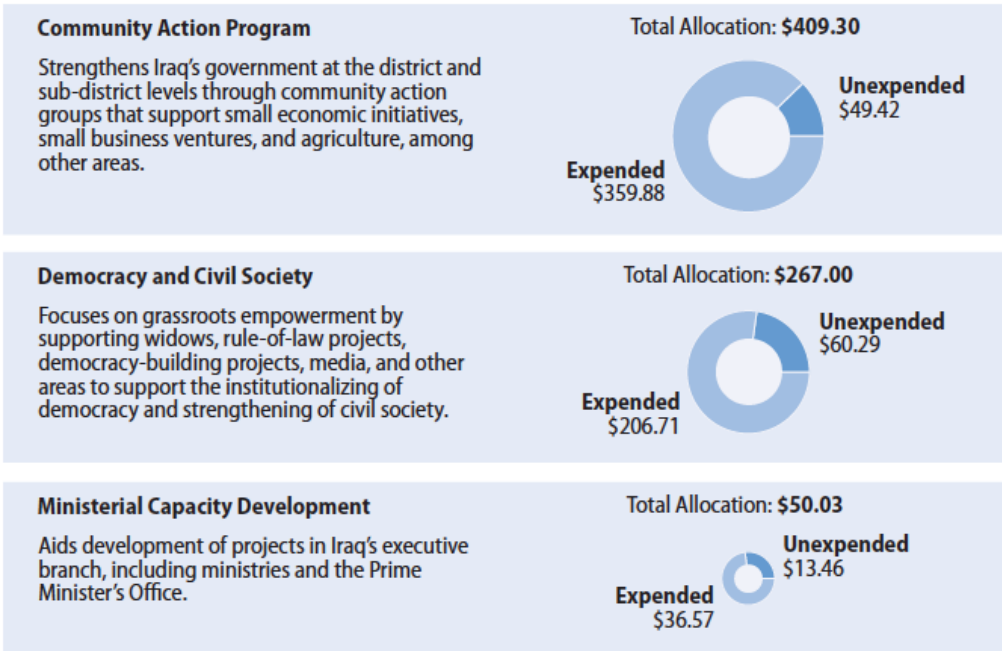 Community Action Program
Strengthens Iraq’s government at the district and
sub-district levels through community action
groups that support small economic initiatives,
small business ventures, and agriculture, among
other areas.
Total Allocation: $409.30
Unexpended
$49.42
Expended
$359.88
Democracy and Civil Society
Focuses on grassroots empowerment by
supporting widows, rule-of-law projects,
democracy-building projects, media, and other
areas to support the institutionalizing of
democracy and strengthening of civil society.
Total Allocation: $267.00
Unexpended
$60.29
Expended
$206.71
Ministerial Capacity Development
Aids development of projects in Iraq’s executive
branch, including ministries and the Prime
Minister’s Office.
Total Allocation: $50.03
Unexpended
$13.46
Expended
$36.57